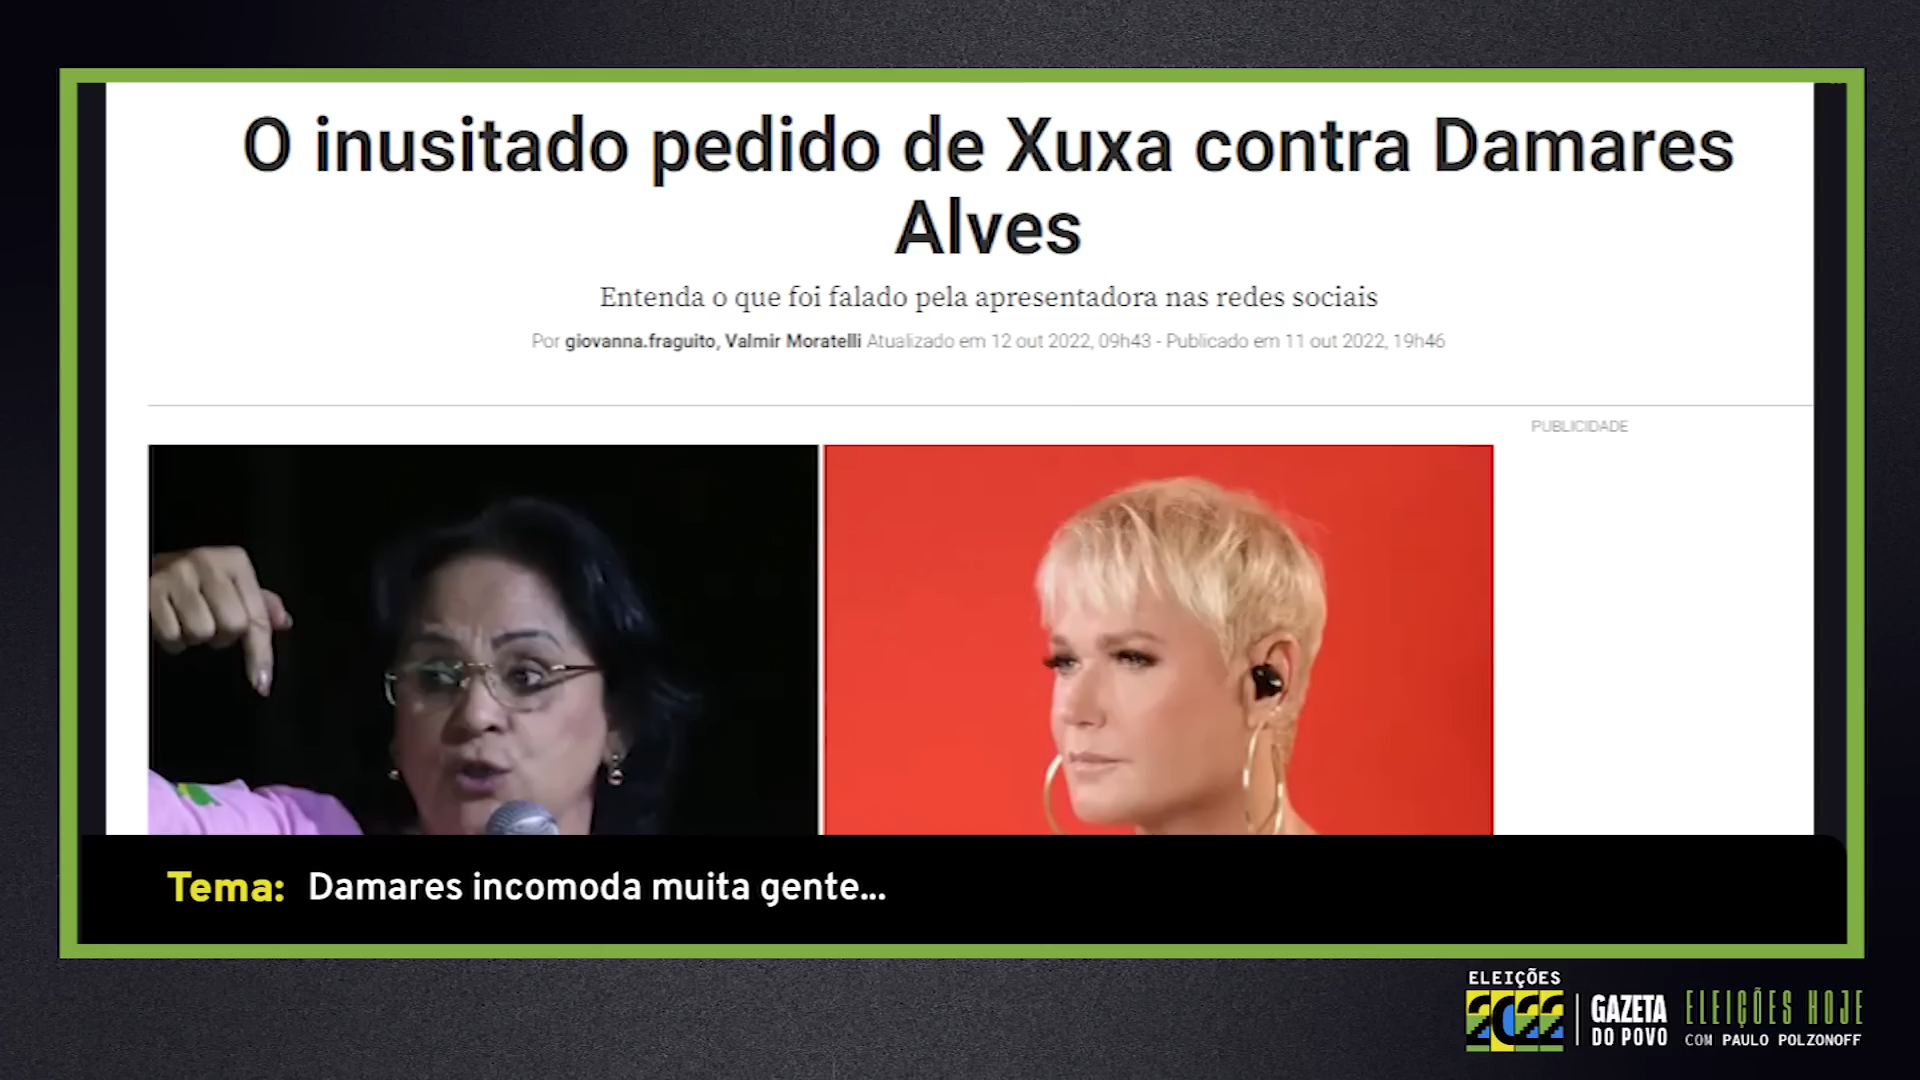 O inusitado pedido de Xuxa contra Damares
Alves
Entenda o que foi falado pela apresentadora nas redes sociais
Por giovanna.fraguito, Valmir Moratelli Atualizado em 12 out 2022, 09h43 - Publicado em 11 out 2022, 19h46
PUBLICIDADE
Tema: Damares incomoda muita gente...
ELEIÇÕES
2022
GAZETA
DO POVO
ELEIÇÕES HOJE
COM PAULO POLZONOFF